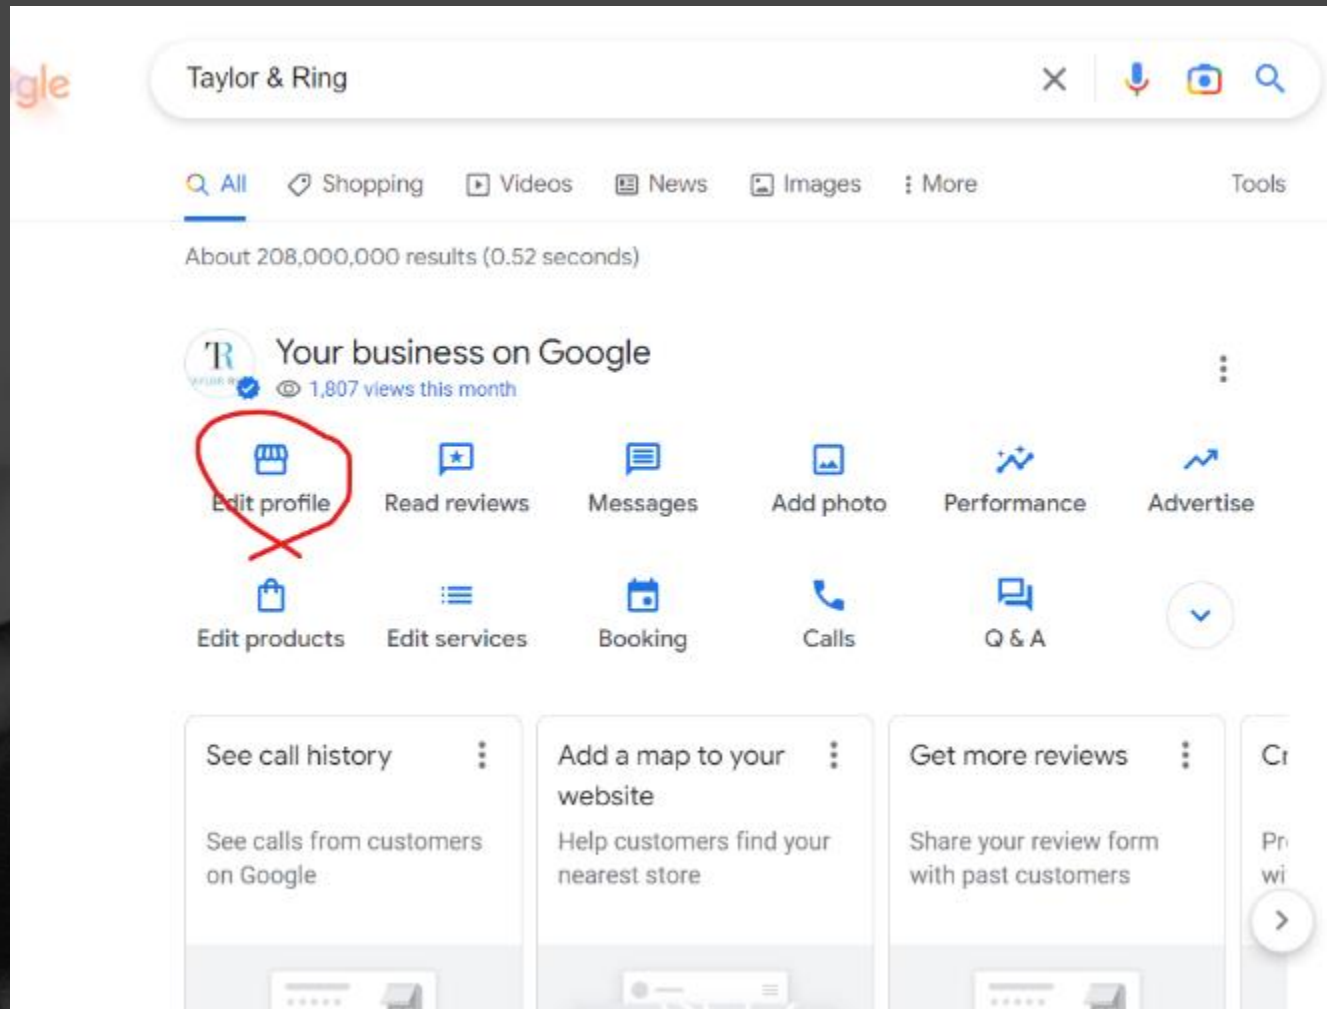 gle
Taylor & Ring
All Shopping Videos News Images More Tools
About 208,000,000 results (0.52 seconds)
TR
Your business on Google
1,807 views this month
Edit profile Read reviews Messages Add photo Performance Advertise
Edit products Edit services Booking Calls Q & A
See call history
See calls from customers
on Google
Add a map to your
website
Help customers find your
nearest store
Get more reviews
Share your review form
with past customers
Cr
Pr
wi